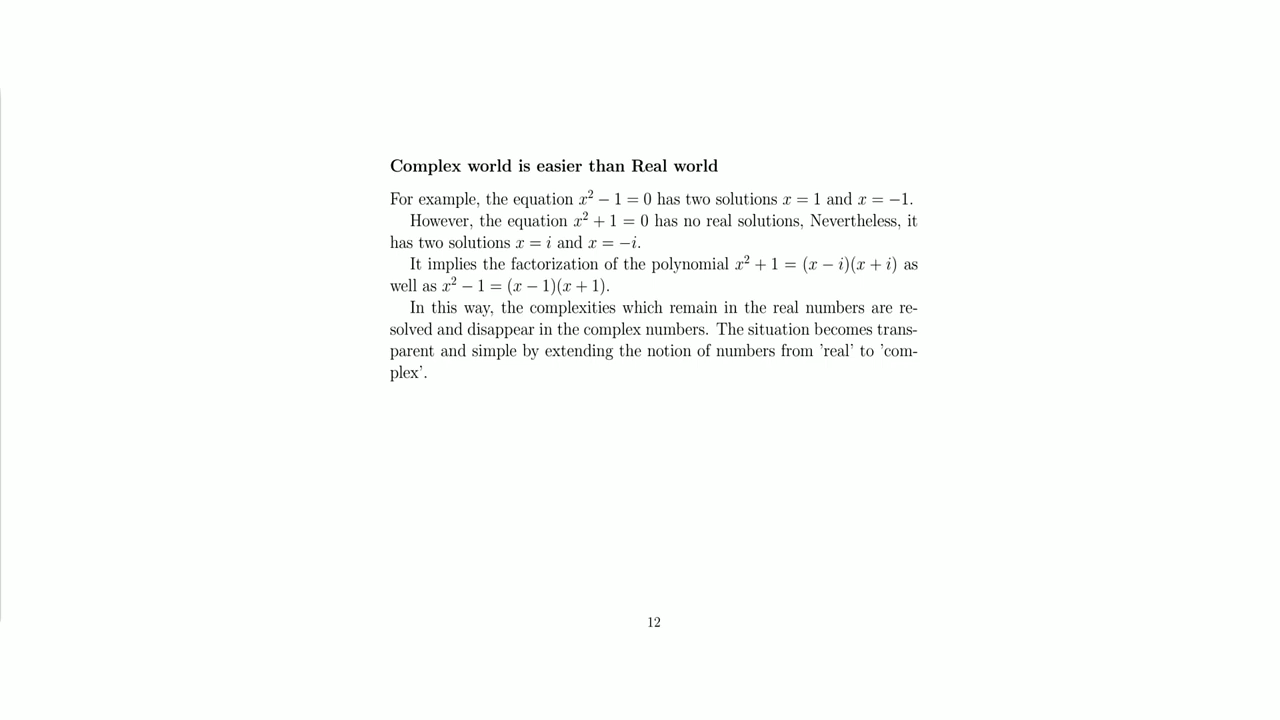 Complex world is easier than Real world
For example, the equation x² − 1 = 0 has two solutions x = 1 and x = −1.
However, the equation x² + 1 = 0 has no real solutions, Nevertheless, it
has two solutions x = i and x = −i.
It implies the factorization of the polynomial x² + 1 = (x − i)(x + i) as
well as x² − 1 = (x − 1)(x + 1).
In this way, the complexities which remain in the real numbers are re-
solved and disappear in the complex numbers. The situation becomes trans-
parent and simple by extending the notion of numbers from ’real’ to ’com-
plex’.
12